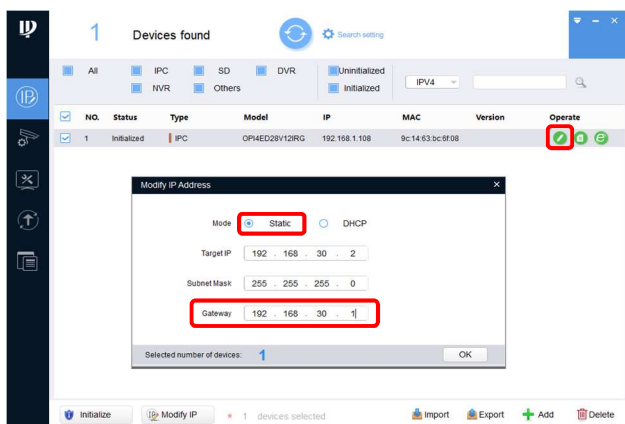 IP
1 Devices found Search setting
All IPC SD DVR Uninitialized
NVR Others Initialized
IPV4
NO. Status Type Model IP MAC Version Operate
1 Initialized IPC OPI4ED28V12IRG 192.168.1.108 9c:14:63:bc:6f:08
Modify IP Address
Mode Static DHCP
Target IP 192 . 168 . 30 . 2
Subnet Mask 255 . 255 . 255 . 0
Gateway 192 . 168 . 30 . 1
Selected number of devices: 1 OK
Initialize IP Modify IP * 1 devices selected Import Export Add Delete